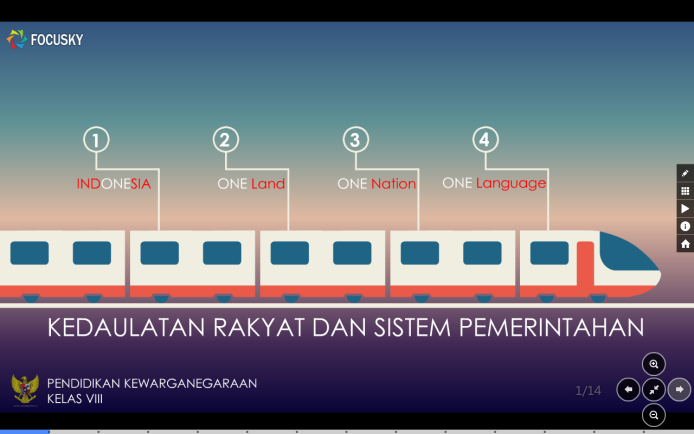 FOCUSKY
1
2
3
4
INDONESIA
ONE Land
ONE Nation
ONE Language
KEDAULATAN RAKYAT DAN SISTEM PEMERINTAHAN
PENDIDIKAN KEWARGANEGARAAN
KELAS VIII
1/14